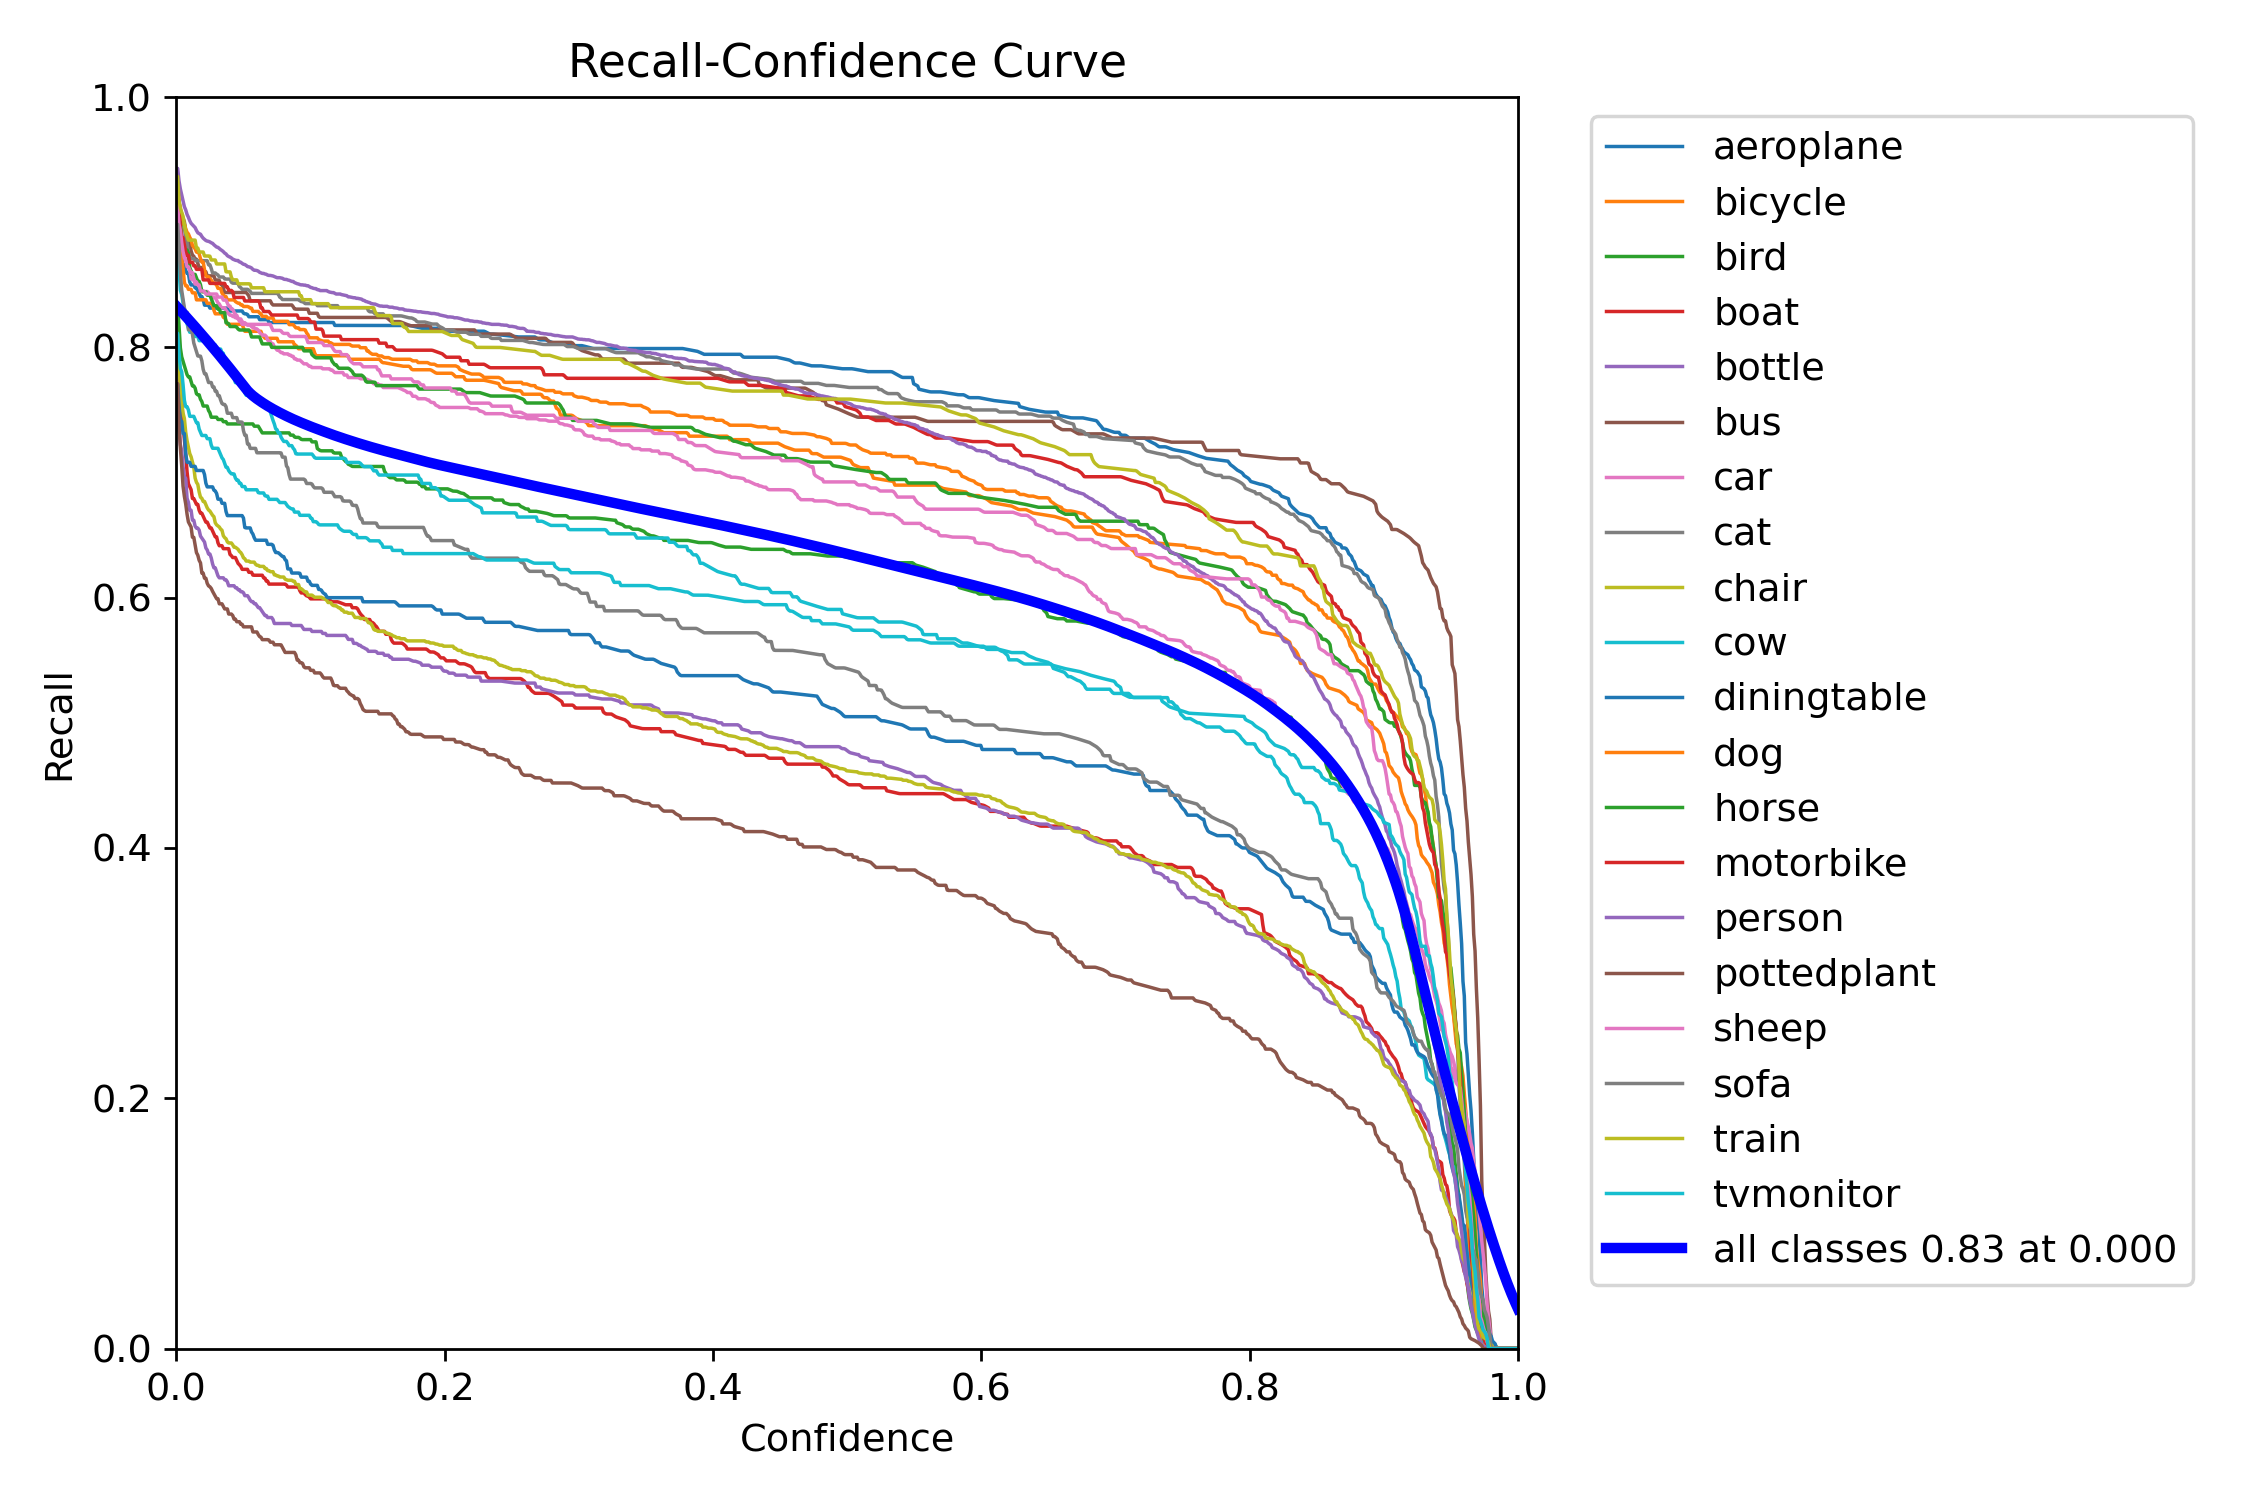 Recall-Confidence Curve
1.0
0.8
0.6
0.4
0.2
0.0
Recall
0.0 0.2 0.4 0.6 0.8 1.0
Confidence
aeroplane
bicycle
bird
boat
bottle
bus
car
cat
chair
cow
diningtable
dog
horse
motorbike
person
pottedplant
sheep
sofa
train
tvmonitor
all classes 0.83 at 0.000